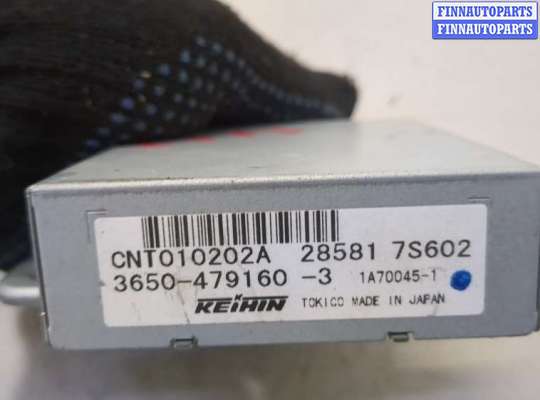 FINNAUTOPARTS
FINNAUTOPARTS
CNT010202A 28581 7S602
3650-479160-3 1A70045-1
KEIHIN TOKICO MADE IN JAPAN